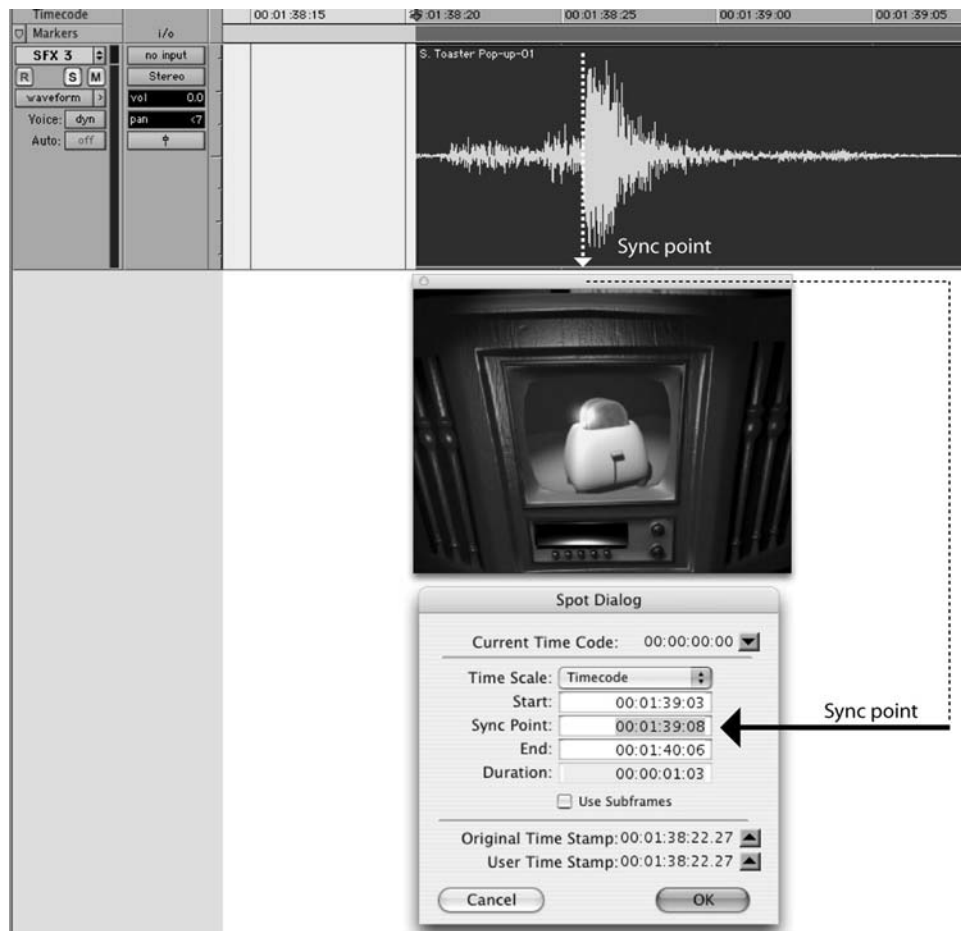 Timecode 00:01:38:15 00:01:38:20 00:01:38:25 00:01:39:00 00:01:39:05
Markers i/o
SFX 3 no input S. Toaster Pop-up-01
R S M Stereo
waveform vol 0.0
Voice: dyn pan <7
Auto: off
Sync point
Spot Dialog
Current Time Code: 00:00:00:00
Time Scale: Timecode
Start: 00:01:39:03
Sync Point: 00:01:39:08 Sync point
End: 00:01:40:06
Duration: 00:00:01:03
Use Subframes
Original Time Stamp: 00:01:38:22.27
User Time Stamp: 00:01:38:22.27
Cancel OK